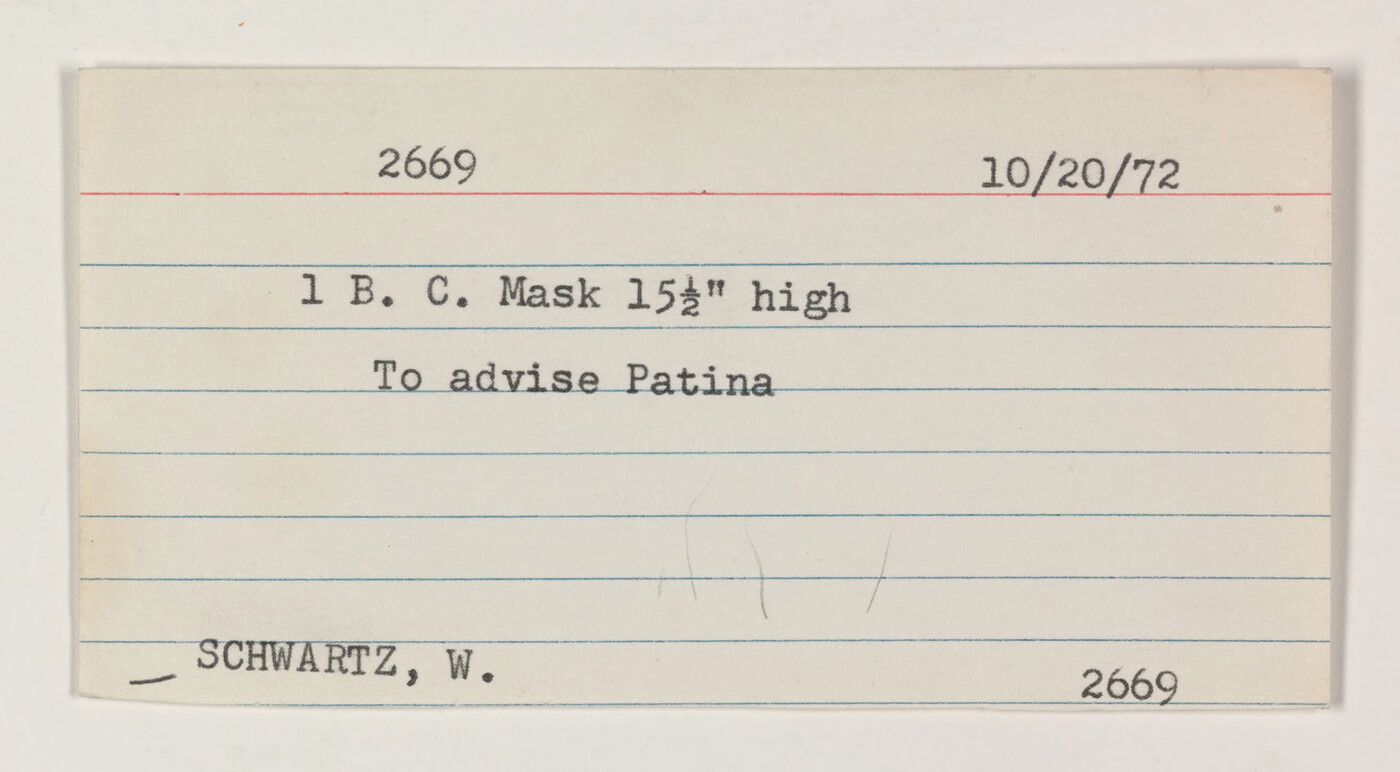 2669 10/20/72
1 B. C. Mask 15½" high
To advise Patina
SCHWARTZ, W.
2669